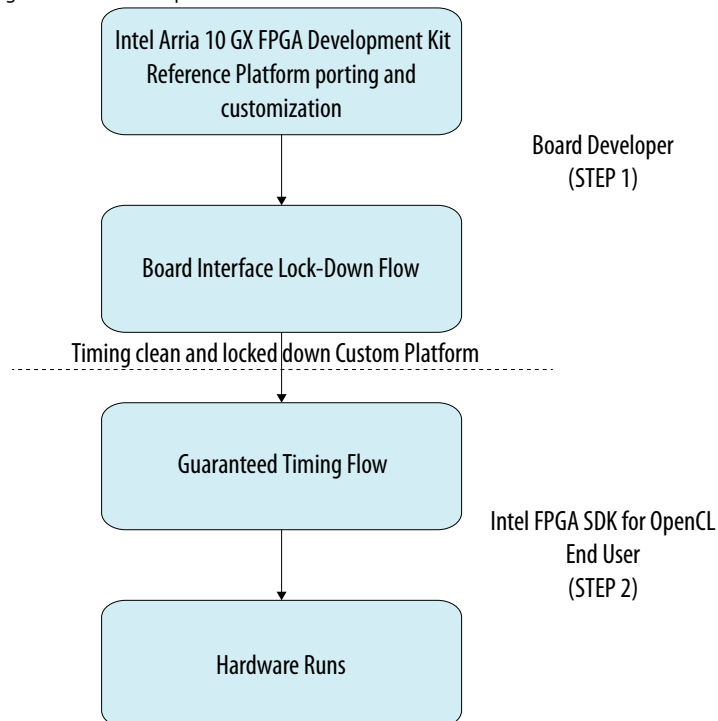 Intel Arria 10 GX FPGA Development Kit
Reference Platform porting and
customization
Board Developer
(STEP 1)
Board Interface Lock-Down Flow
Timing clean and locked down Custom Platform
Guaranteed Timing Flow
Intel FPGA SDK for OpenCL
End User
(STEP 2)
Hardware Runs